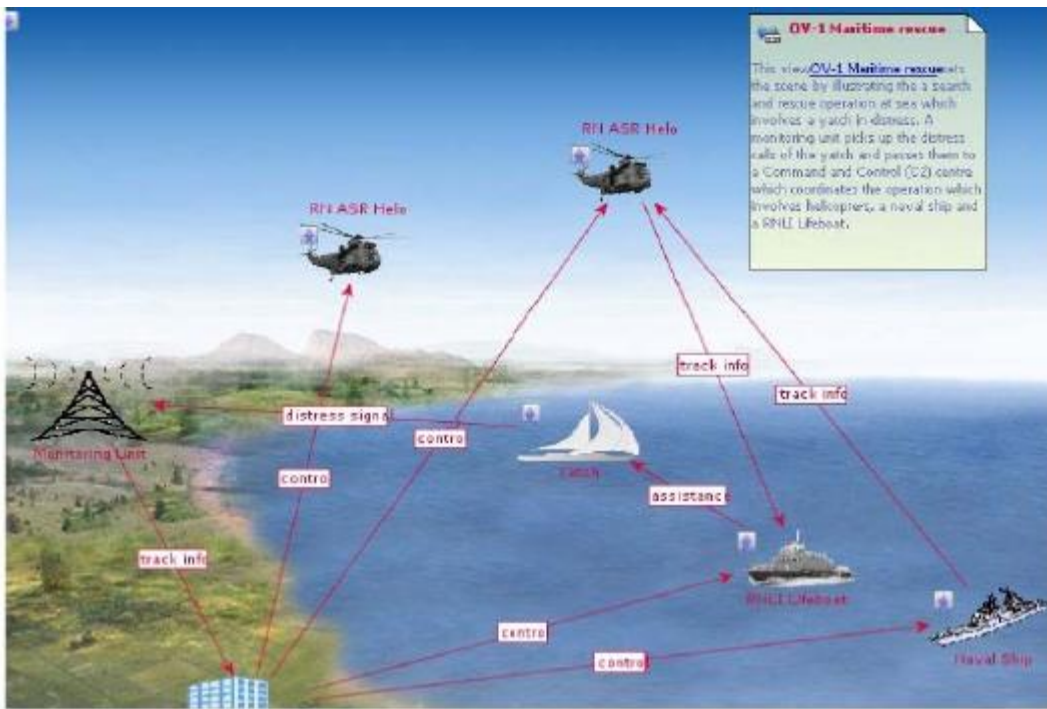 OV-1 Maritime rescue
This view OV-1 Maritime rescue sets
the scene by illustrating the a search
and rescue operation at sea which
involves a yatch in distress. A
monitoring unit picks up the distress
calls of the yatch and passes them to
a Command and Control (C2) centre
which coordinates the operation which
involves helicopters, a naval ship and
a RNLI Lifeboat.
RN ASR Helo
RN ASR Helo
track info
track info
distress signal
contro
Monitoring Unit
Yatch
contro
assistance
track info
RNLI Lifeboat
contro
control
Naval Ship